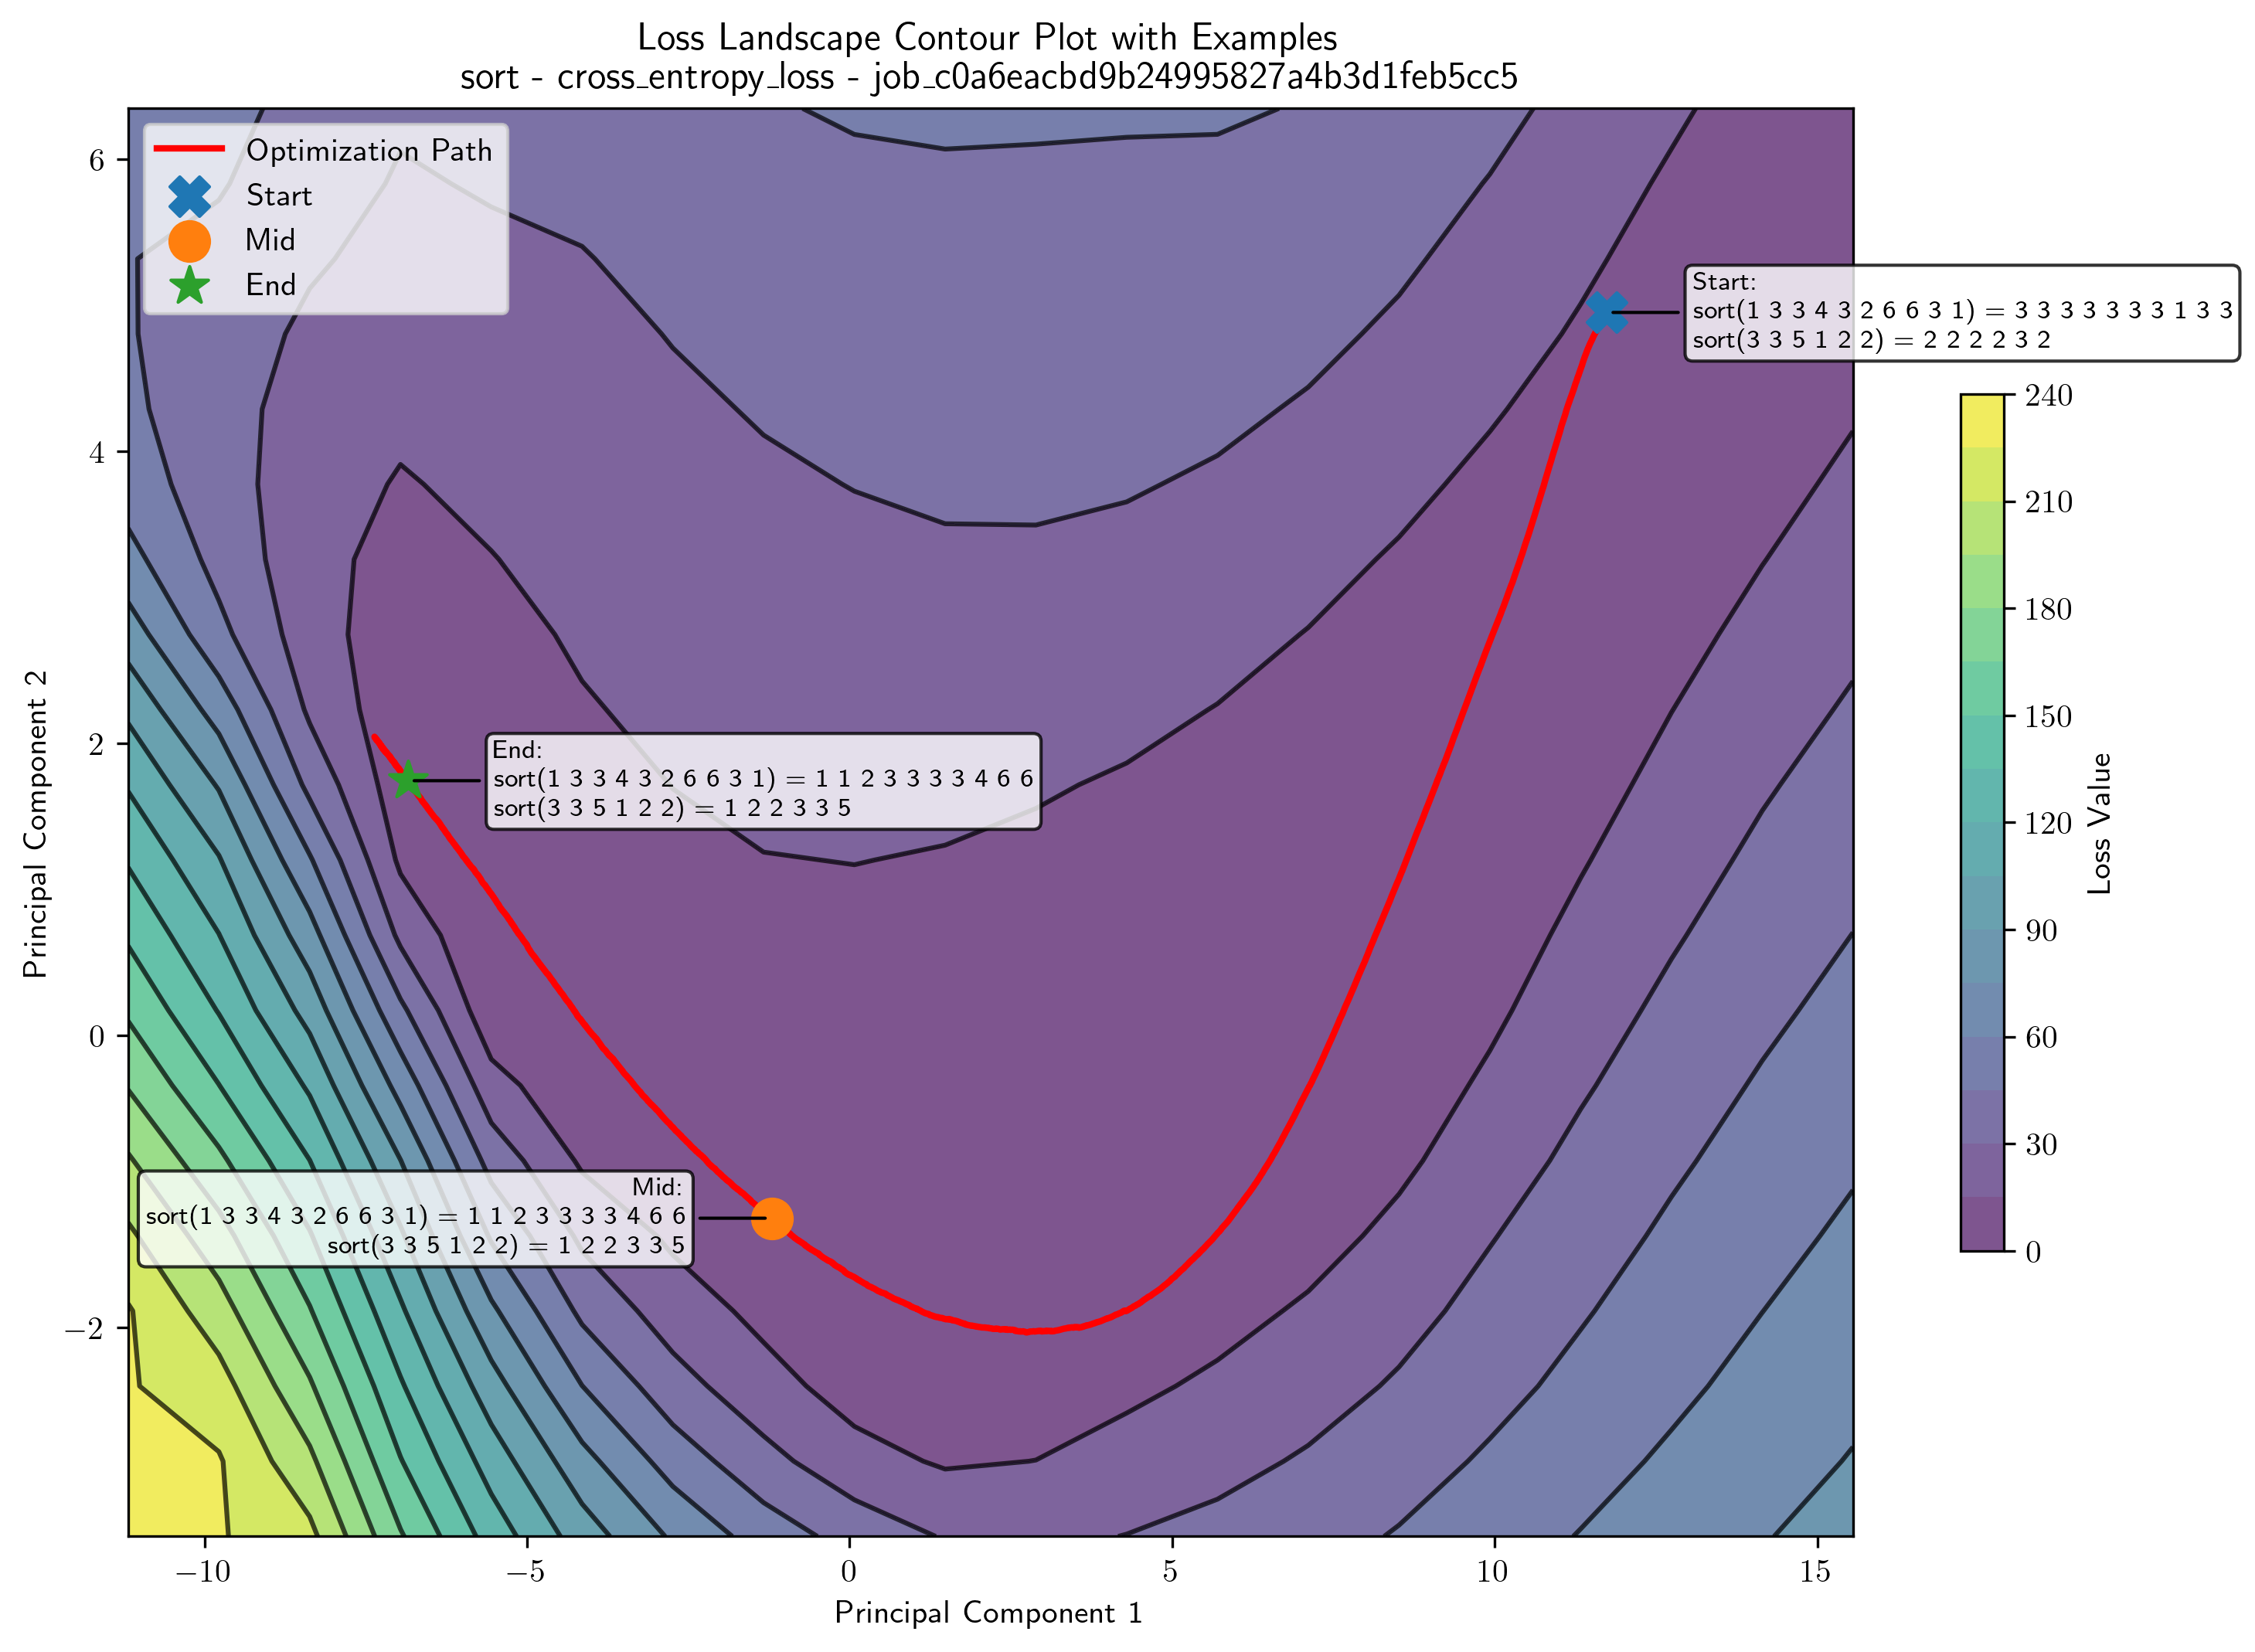 Loss Landscape Contour Plot with Examples
sort - cross_entropy_loss - job_c0a6eacbd9b24995827a4b3d1feb5cc5
Optimization Path
Start
Mid
End
Start:
sort(1 3 3 4 3 2 6 6 3 1) = 3 3 3 3 3 3 3 1 3 3
sort(3 3 5 1 2 2) = 2 2 2 2 3 2
End:
sort(1 3 3 4 3 2 6 6 3 1) = 1 1 2 3 3 3 3 4 6 6
sort(3 3 5 1 2 2) = 1 2 2 3 3 5
Mid:
sort(1 3 3 4 3 2 6 6 3 1) = 1 1 2 3 3 3 3 4 6 6
sort(3 3 5 1 2 2) = 1 2 2 3 3 5
6
4
2
0
−2
Principal Component 2
−10
−5
0
5
10
15
Principal Component 1
240
210
180
150
120
90
60
30
0
Loss Value